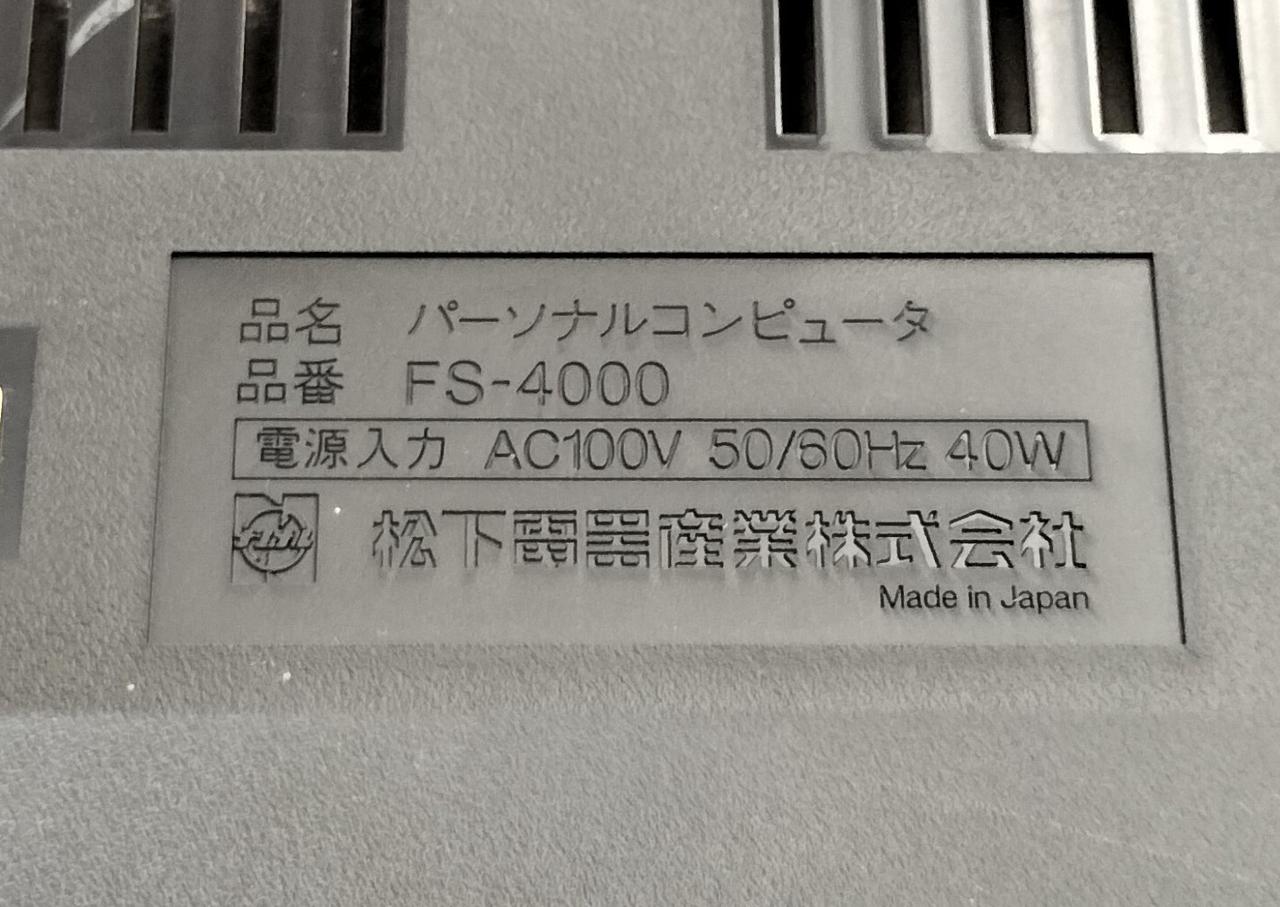 品名 パーソナルコンピュータ
品番 FS-4000
電源入力 AC100V 50/60Hz 40W
松下電器産業株式会社
Made in Japan